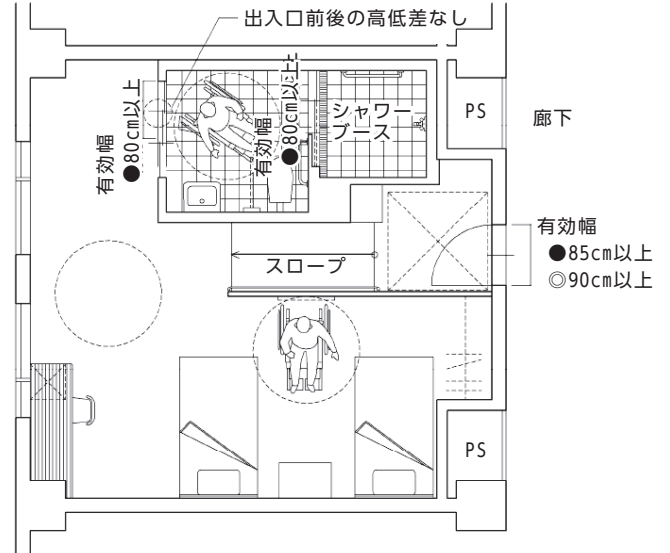 出入口前後の高低差なし
有効幅
●80cm以上
有効幅
●80cm以上
シャワー
ブース
PS
廊下
有効幅
●85cm以上
◎90cm以上
スロープ
PS